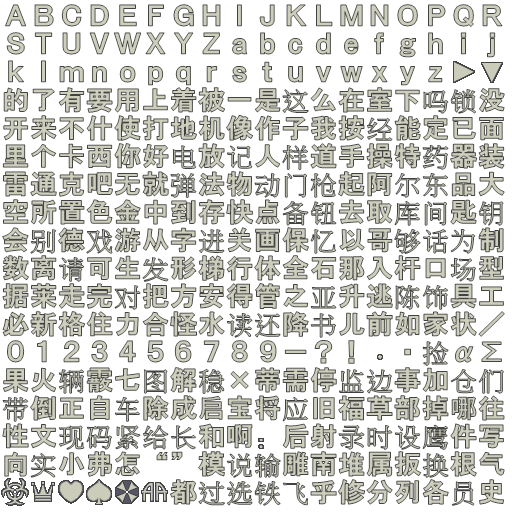 ABCDEFGHIJKLMNOPQR
STUVWXYZabcdefghij
klmnopqrstuvwxyz▶▼
的了有要用上着被一是这么在室下吗锁没
开来不什使打地机像作子我按经能定已面
里个卡西你好电放记人样道手操特药器装
雷通克吧无就弹法物动门枪起阿尔东品大
空所置色金中到存快点备钮去取库间匙钥
会别德戏游从字进关画保忆以哥够话为制
数离请可生发形梯行体全石那入杆口场型
据莱走完对把方安得管之亚升逃陈饰具工
必新格住力合怪水读还降书儿前如家状／
0123456789－？！.·捡αΣ
果火辆霰七图解稳×蒂需停监边事加仓们
带倒正自车除成启宝将应旧福草部掉哪往
性文现码紧给长和啊：后射录时设鹰件写
向实小弗怎“”模说输雕南堆属扳换根气
☣♛♥♠都过选铁飞乎修分列各员史